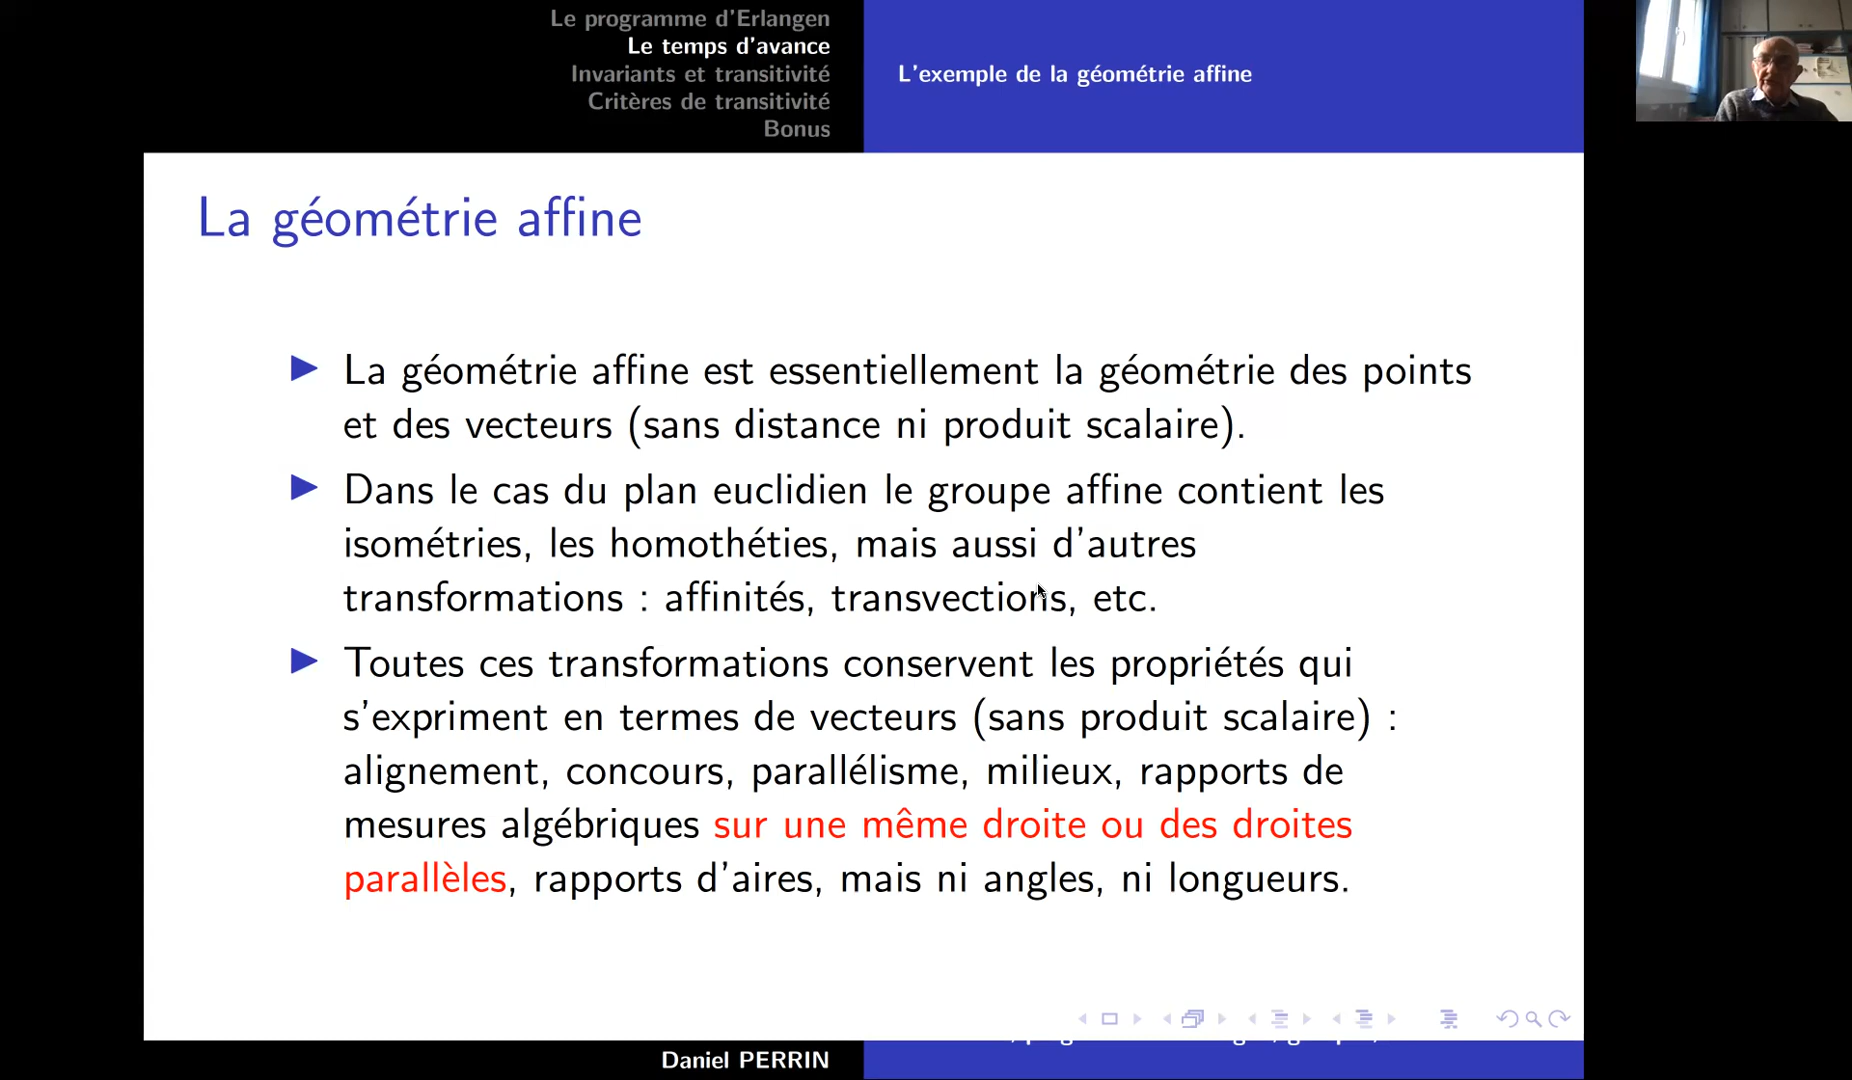 Le programme d'Erlangen
Le temps d'avance
Invariants et transitivité
Critères de transitivité
Bonus
L'exemple de la géométrie affine
La géométrie affine
La géométrie affine est essentiellement la géométrie des points
et des vecteurs (sans distance ni produit scalaire).
Dans le cas du plan euclidien le groupe affine contient les
isométries, les homothéties, mais aussi d'autres
transformations : affinités, transvections, etc.
Toutes ces transformations conservent les propriétés qui
s'expriment en termes de vecteurs (sans produit scalaire) :
alignement, concours, parallélisme, milieux, rapports de
mesures algébriques sur une même droite ou des droites
parallèles, rapports d'aires, mais ni angles, ni longueurs.
Daniel PERRIN